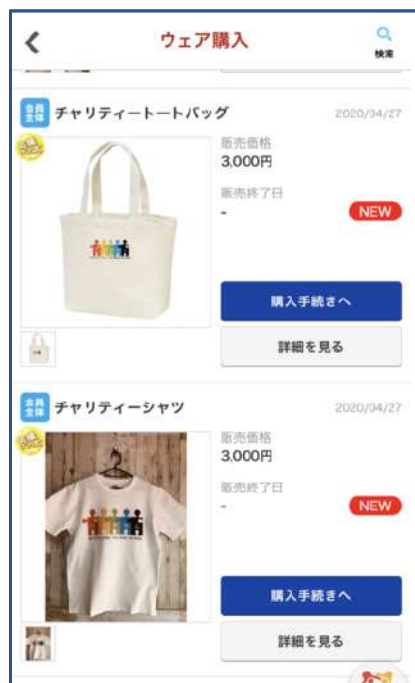 ウェア購入
検索
会員全体
チャリティートートバッグ
2020/04/27
販売価格
3,000円
販売終了日
-
NEW
購入手続きへ
詳細を見る
会員全体
チャリティーシャツ
2020/04/27
販売価格
3,000円
販売終了日
-
NEW
購入手続きへ
詳細を見る